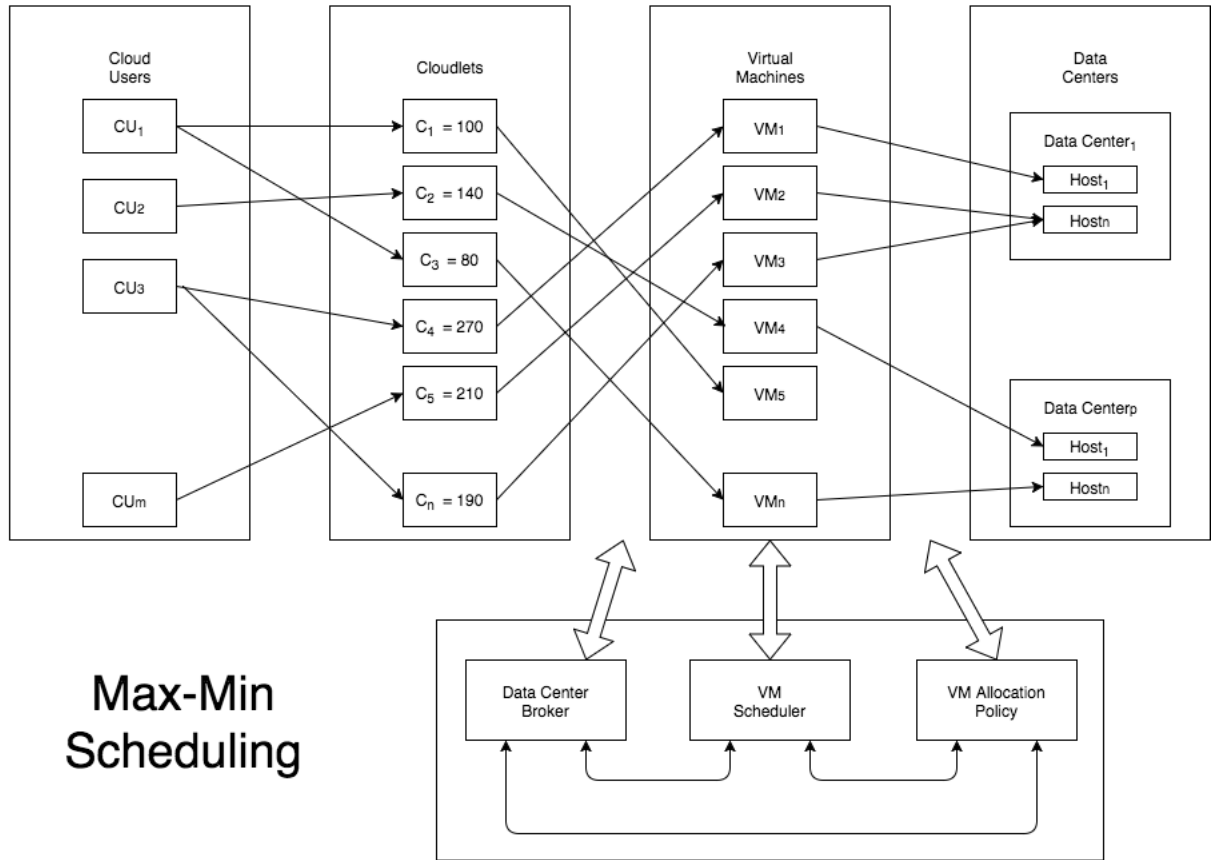 Cloud
Users
CU₁
CU₂
CU₃
CUm
Cloudlets
C₁ = 100
C₂ = 140
C₃ = 80
C₄ = 270
C₅ = 210
Cₙ = 190
Virtual
Machines
VM₁
VM₂
VM₃
VM₄
VM₅
VMn
Data
Centers
Data Center₁
Host₁
Hostn
Data Centerp
Host₁
Hostn
Max-Min
Scheduling
Data Center
Broker
VM
Scheduler
VM Allocation
Policy